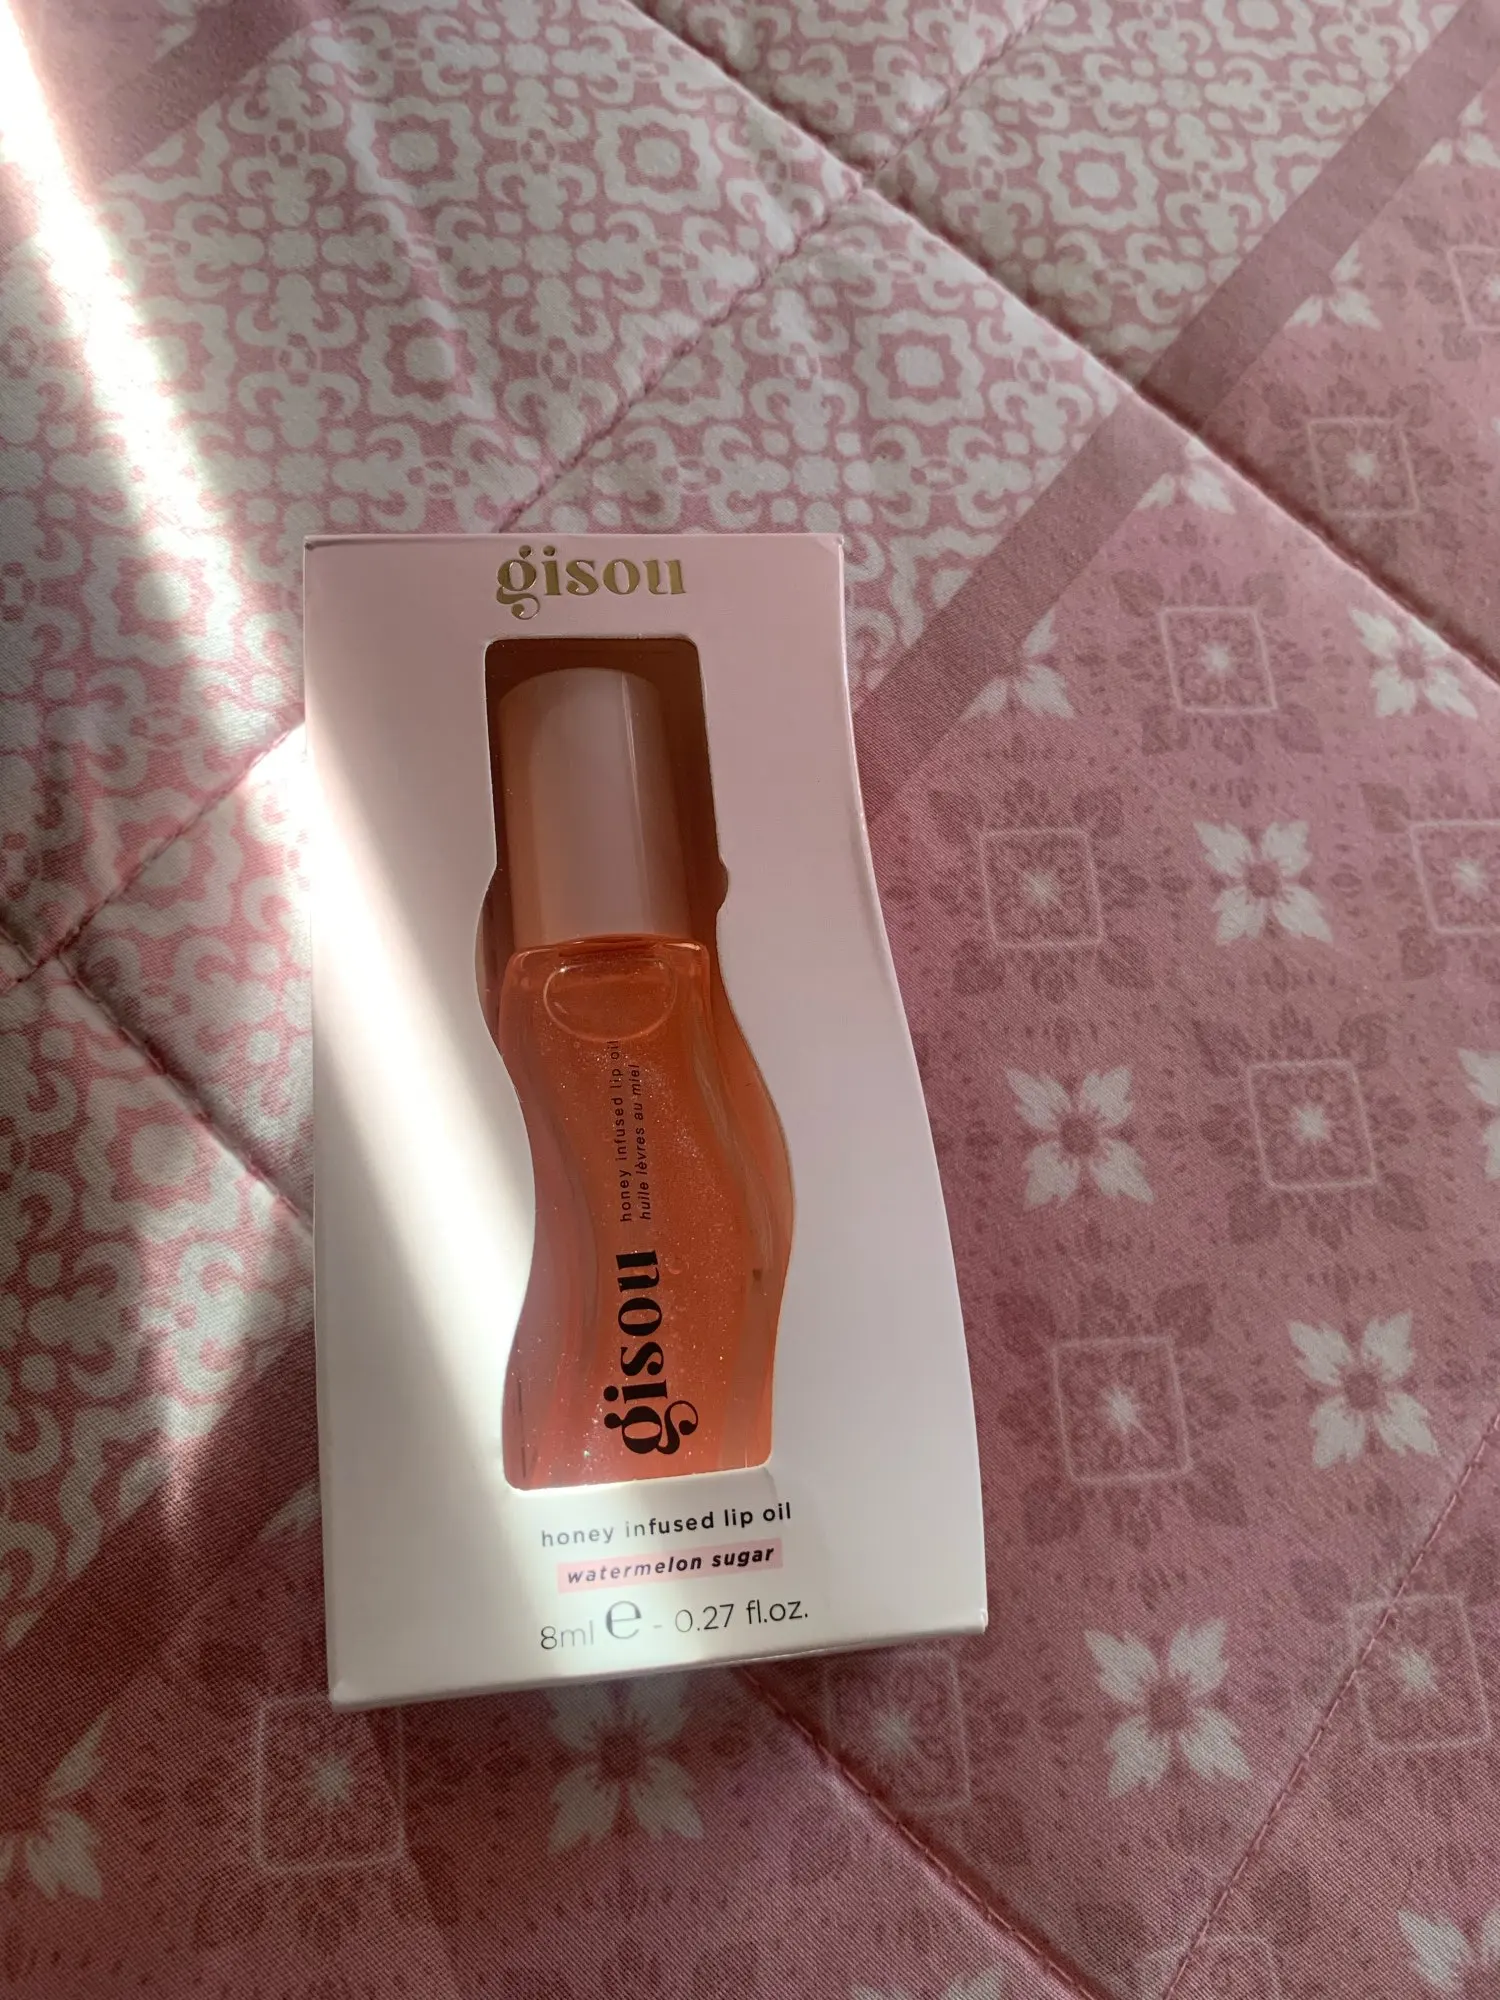 gisou
honey infused lip oil
huile lèvres au miel
gisou
honey infused lip oil
watermelon sugar
8ml e - 0.27 fl.oz.